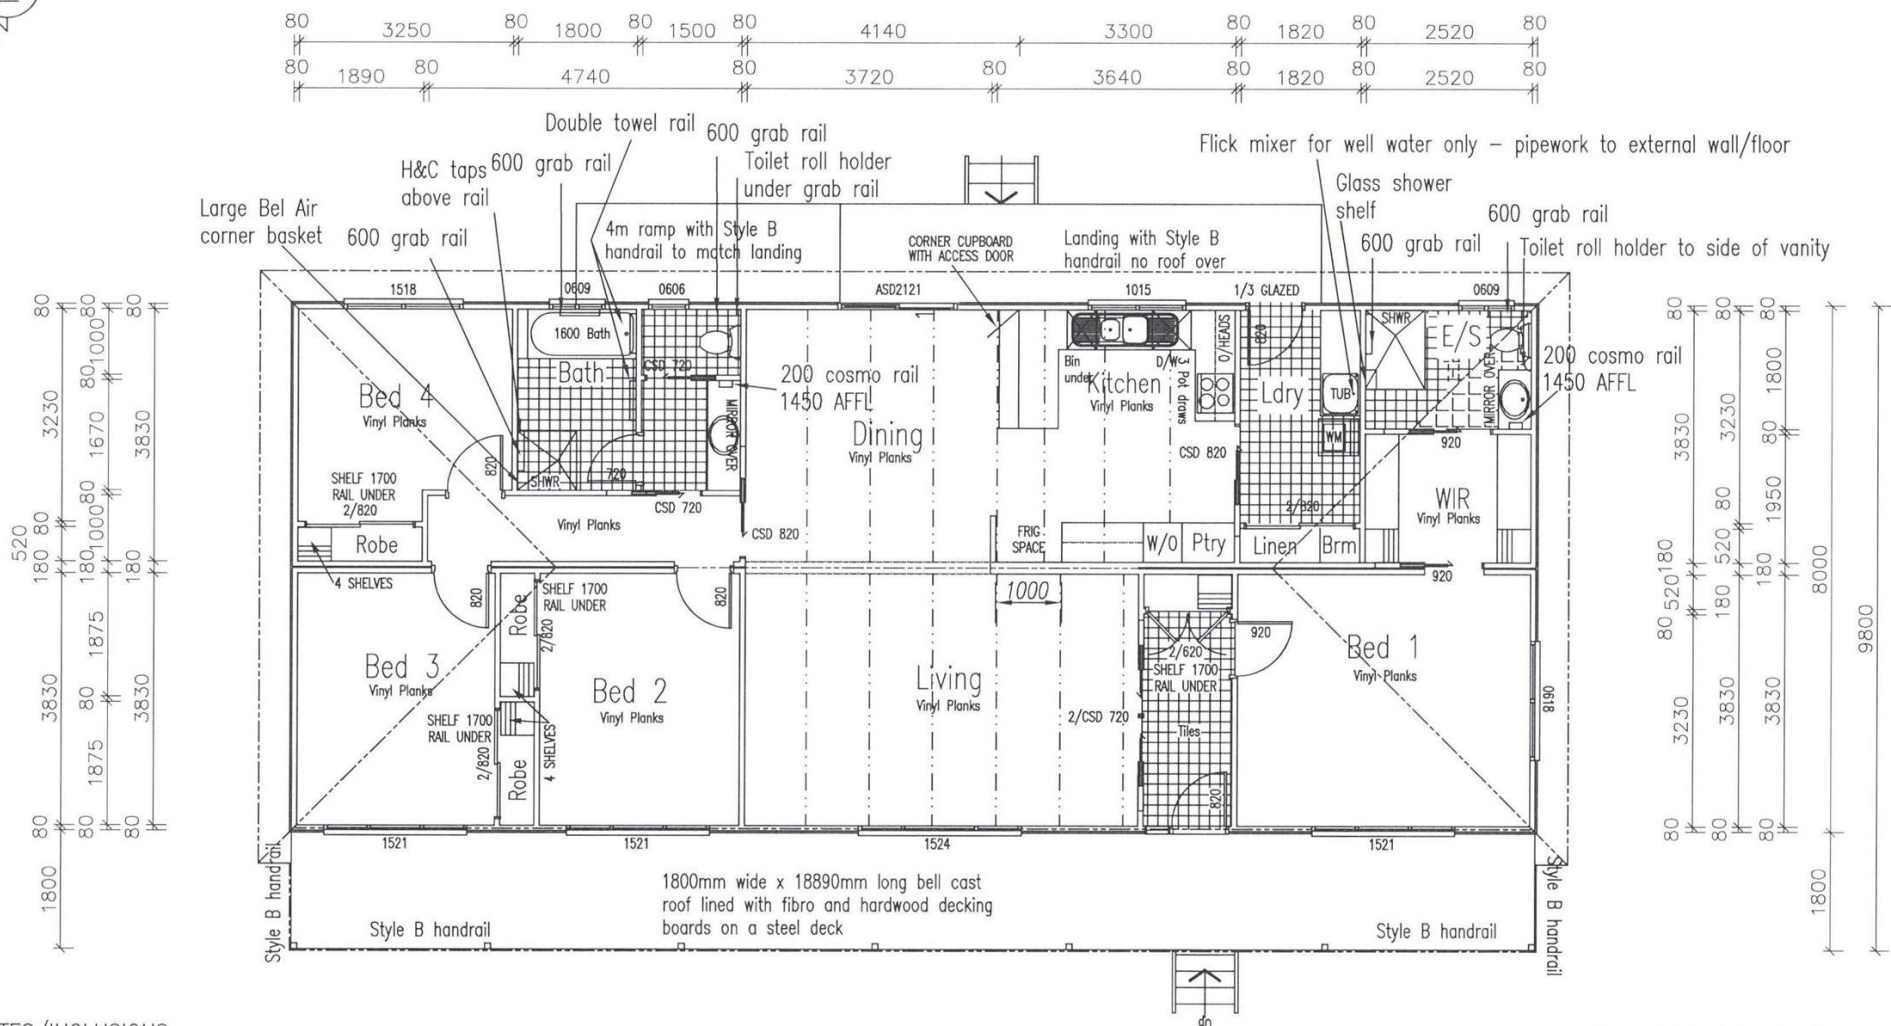 80 3250 80 1800 80 1500 80 4140 3300 80 1820 80 2520 80
80 1890 80 4740 80 3720 80 3640 80 1820 80 2520 80
Double towel rail
600 grab rail
Toilet roll holder
under grab rail
H&C taps
above rail
600 grab rail
Large Bel Air
corner basket
600 grab rail
4m ramp with Style B
handrail to match landing
CORNER CUPBOARD
WITH ACCESS DOOR
Landing with Style B
handrail no roof over
Flick mixer for well water only – pipework to external wall/floor
Glass shower
shelf
600 grab rail
600 grab rail
Toilet roll holder to side of vanity
1518
0609
0606
ASD2121
1015
1/3 GLAZED
0609
1600 Bath
Bath
CSD 720
200 cosmo rail
1450 AFFL
MIRROR OVER
720
SHWR
CSD 720
Bed 4
Vinyl Planks
820
SHELF 1700
RAIL UNDER
2/820
Robe
4 SHELVES
Vinyl Planks
CSD 820
Dining
Vinyl Planks
Bin
under
D/W
3 Pot draws
O/HEADS
Kitchen
Vinyl Planks
CSD 820
FRIG
SPACE
W/O
Ptry
820
Ldry
TUB
WM
2/820
Linen
Brm
SHWR
E/S
MIRROR OVER
200 cosmo rail
1450 AFFL
920
WIR
Vinyl Planks
920
820
Robe
SHELF 1700
RAIL UNDER
2/820
820
Bed 3
Vinyl Planks
SHELF 1700
RAIL UNDER
2/820
Robe
4 SHELVES
Bed 2
Vinyl Planks
1000
Living
Vinyl Planks
2/CSD 720
2/620
SHELF 1700
RAIL UNDER
Tiles
820
920
Bed 1
Vinyl Planks
0618
1521
1521
1524
1521
1800mm wide x 18890mm long bell cast
roof lined with fibro and hardwood decking
boards on a steel deck
Style B handrail
Style B handrail
Style B handrail
Style B handrail
up
80 3230 80 520 180 3830 80 1800
80 1000 80 1670 80 1000 180 1875 80 1875 80
80 3830 180 3830 80
80 3830 180 520 80 3230 80
80 3230 80 520 180 3830 80
80 1800 80 1950 180 3830 80
8000 1800
9800